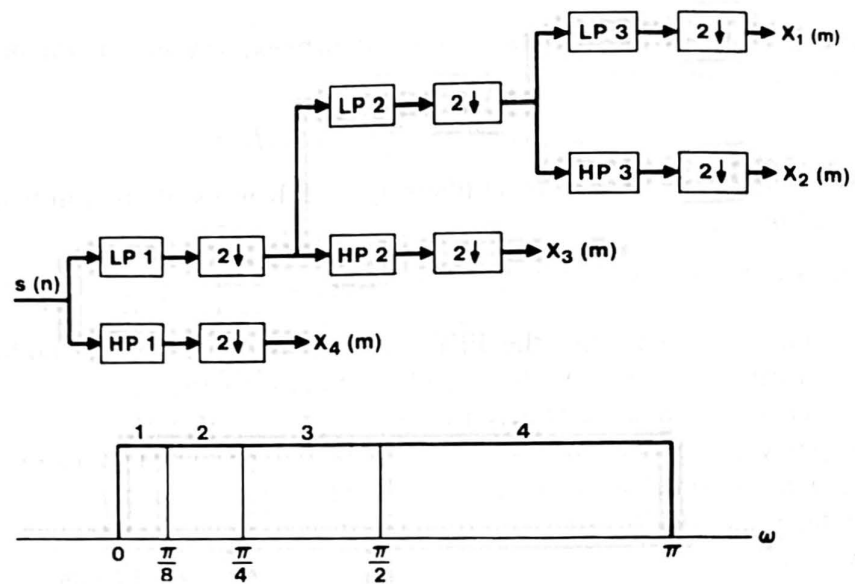 LP 3 2↓ X₁ (m)
LP 2 2↓
HP 3 2↓ X₂ (m)
LP 1 2↓ HP 2 2↓ X₃ (m)
s (n)
HP 1 2↓ X₄ (m)
1 2 3 4
0 π/8 π/4 π/2 π ω